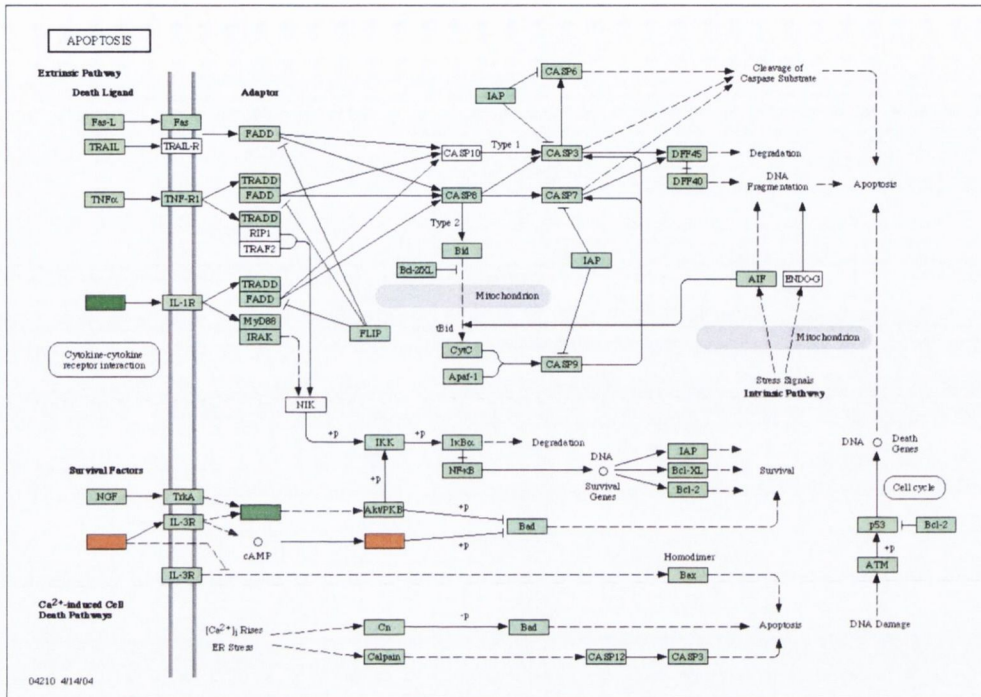 APOPTOSIS
Extrinsic Pathway
Death Ligand
Adaptor
Fas-L
Fas
TRAIL
TRAIL-R
FADD
TNFα
TNF-R1
TRADD
FADD
TRADD
RIP1
TRAF2
IL-1R
TRADD
FADD
MyD88
IRAK
FLIP
Cytokine-cytokine
receptor interaction
NIK
CASP6
IAP
CASP10
Type 1
CASP3
CASP8
CASP7
Type 2
Bid
Bcl-2/XL
IAP
Mitochondrion
tBid
CytC
Apaf-1
CASP9
Cleavage of
Caspase Substrate
DFF45
Degradation
DFF40
DNA
Fragmentation
Apoptosis
AIF
ENDO-G
Mitochondrion
Stress Signals
Intrinsic Pathway
+p
IKK
+p
IκBα
Degradation
NFκB
DNA
Survival
Genes
IAP
Bcl-XL
Bcl-2
Survival
DNA
Death
Genes
Cell cycle
p53
Bcl-2
+p
ATM
DNA Damage
Survival Factors
NGF
TrkA
IL-3R
cAMP
+p
Akt/PKB
+p
+p
Bad
IL-3R
Homodimer
Bax
Ca2+-induced Cell
Death Pathways
[Ca2+]i Rises
ER Stress
Cn
-p
Bad
Apoptosis
Calpain
CASP12
CASP3
04210 4/14/04